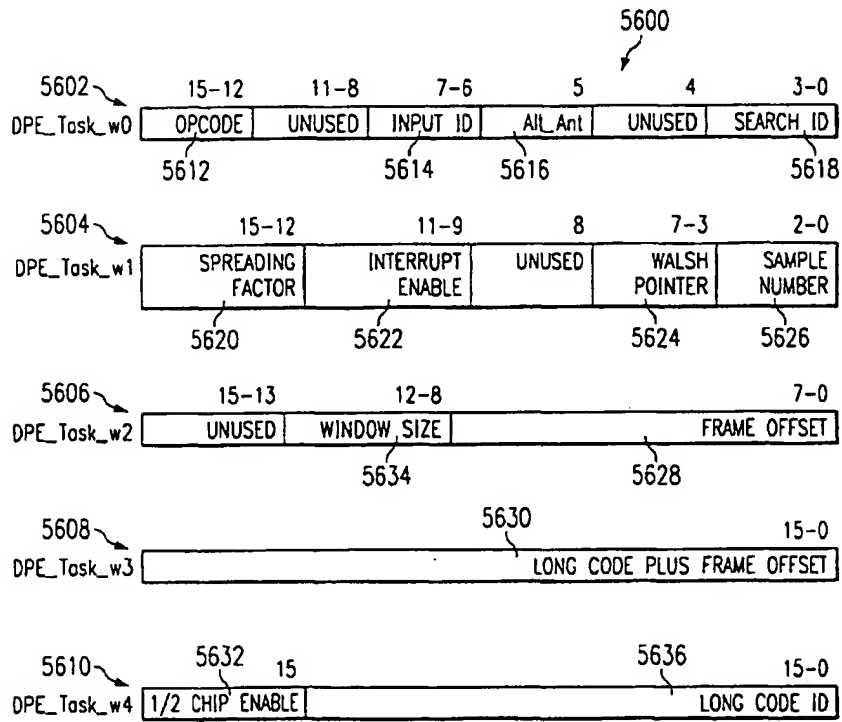 5600
5602
15-12 11-8 7-6 5 4 3-0
DPE_Task_w0 OPCODE UNUSED INPUT ID Alt_Ant UNUSED SEARCH ID
5612 5614 5616 5618
5604
15-12 11-9 8 7-3 2-0
DPE_Task_w1 SPREADING INTERRUPT UNUSED WALSH SAMPLE
FACTOR ENABLE POINTER NUMBER
5620 5622 5624 5626
5606
15-13 12-8 7-0
DPE_Task_w2 UNUSED WINDOW SIZE FRAME OFFSET
5634 5628
5608 5630 15-0
DPE_Task_w3 LONG CODE PLUS FRAME OFFSET
5610 5632 15 5636 15-0
DPE_Task_w4 1/2 CHIP ENABLE LONG CODE ID